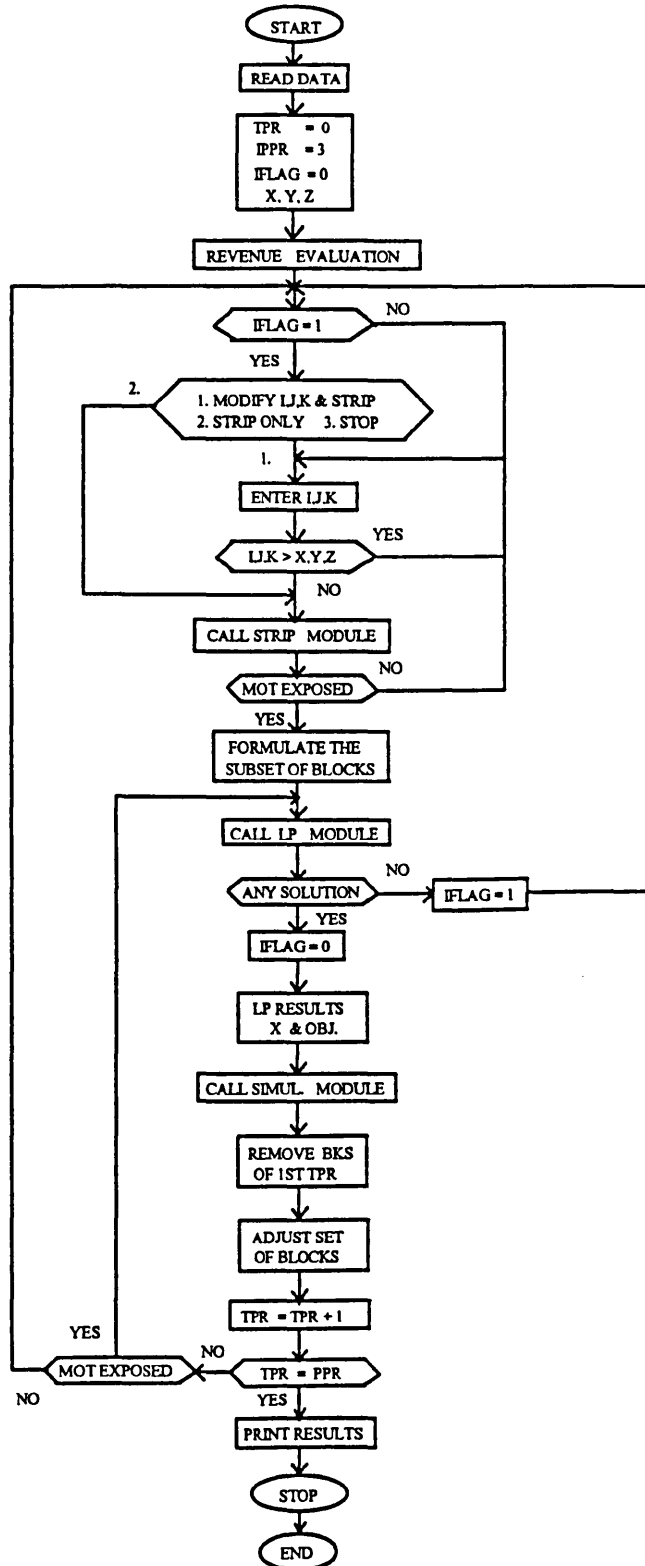 START
READ DATA
TPR = 0
IPPR = 3
IFLAG = 0
X, Y, Z
REVENUE EVALUATION
IFLAG = 1
NO
YES
2.
1. MODIFY I,J,K & STRIP
2. STRIP ONLY 3. STOP
1.
ENTER I,J,K
YES
I,J,K > X,Y,Z
NO
CALL STRIP MODULE
NO
MOT EXPOSED
YES
FORMULATE THE
SUBSET OF BLOCKS
CALL LP MODULE
NO
ANY SOLUTION
IFLAG = 1
YES
IFLAG = 0
LP RESULTS
X & OBJ.
CALL SIMUL. MODULE
REMOVE BKS
OF 1ST TPR
ADJUST SET
OF BLOCKS
TPR = TPR + 1
YES
NO
MOT EXPOSED
TPR = PPR
NO
YES
PRINT RESULTS
STOP
END